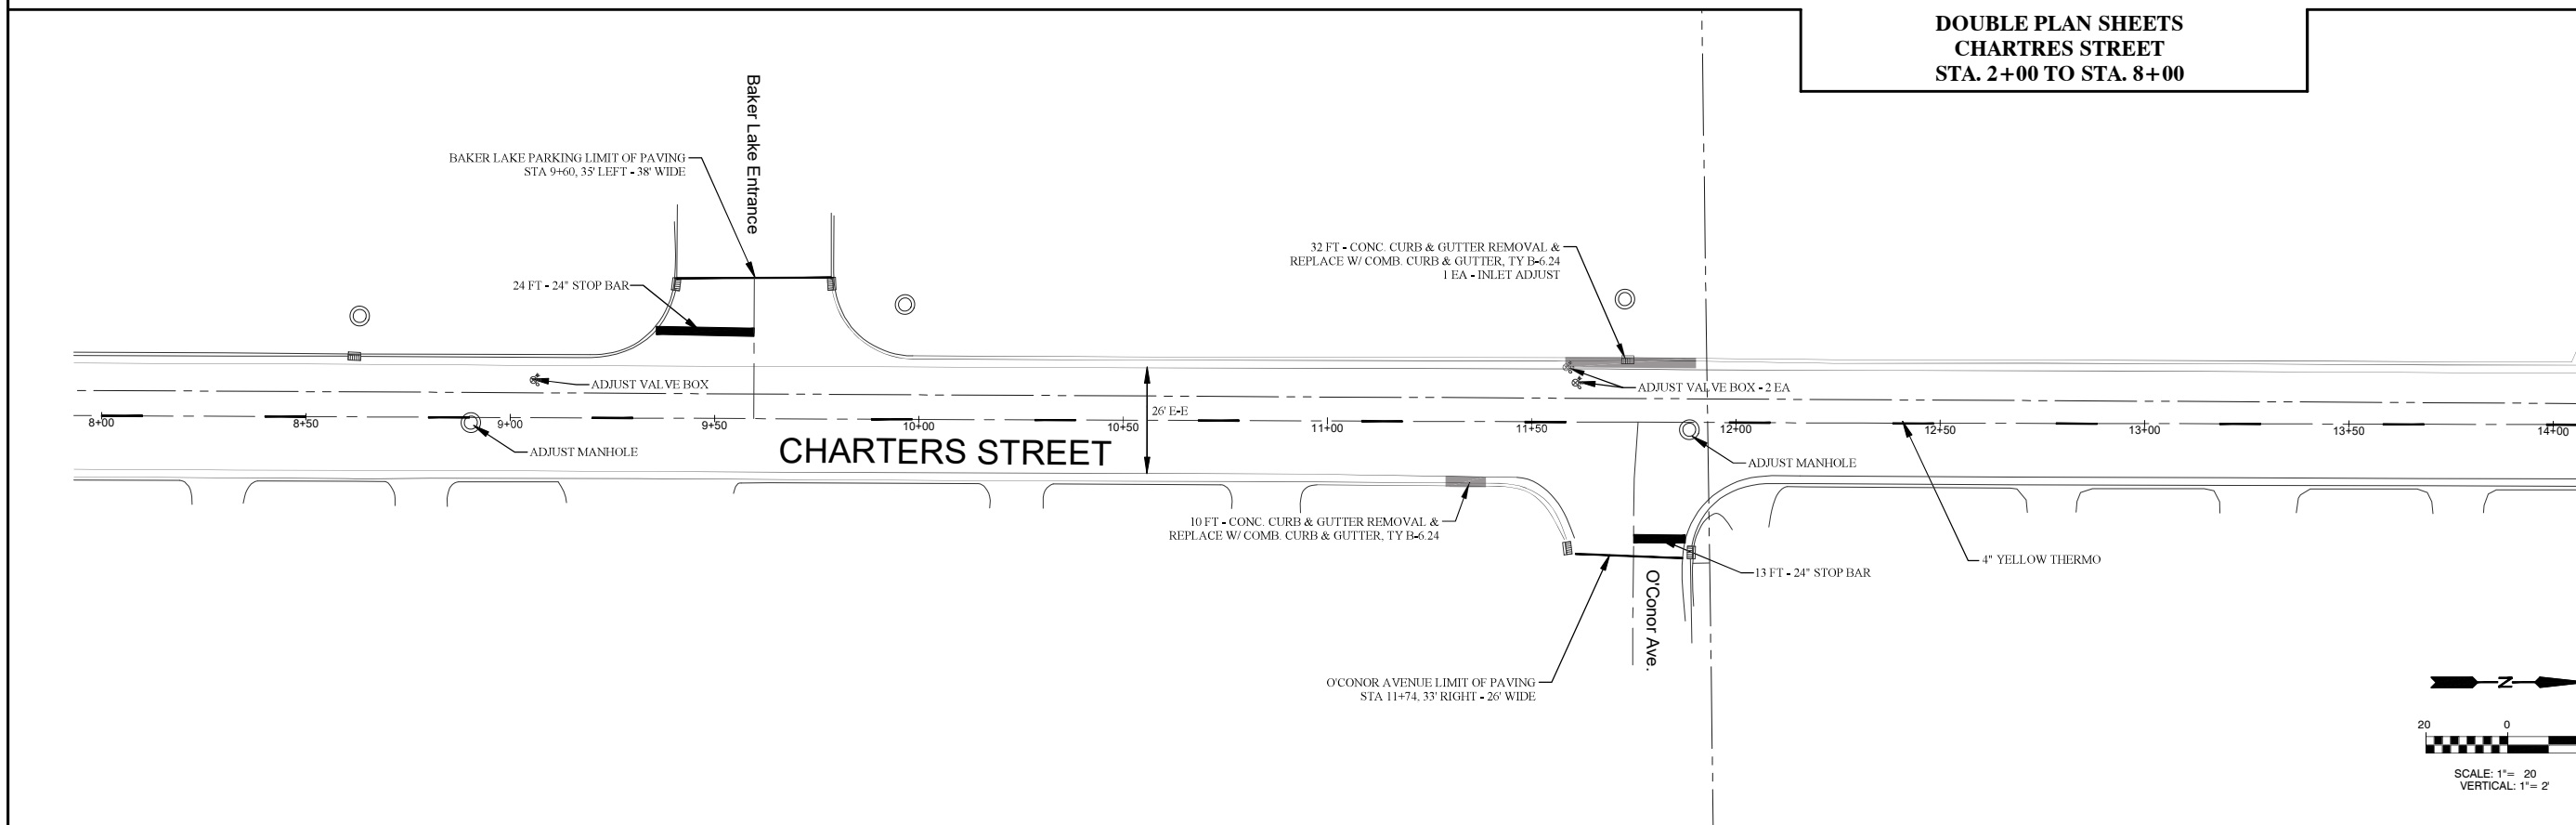 DOUBLE PLAN SHEETS
CHARTRES STREET
STA. 2+00 TO STA. 8+00
Baker Lake Entrance
BAKER LAKE PARKING LIMIT OF PAVING
STA 9+60, 35' LEFT - 38' WIDE
24 FT - 24" STOP BAR
32 FT - CONC. CURB & GUTTER REMOVAL &
REPLACE W/ COMB. CURB & GUTTER, TY B-6.24
1 EA - INLET ADJUST
ADJUST VALVE BOX
ADJUST VALVE BOX - 2 EA
26' E-E
8+00
8+50
9+00
9+50
10+00
10+50
11+00
11+50
12+00
12+50
13+00
13+50
14+00
ADJUST MANHOLE
CHARTERS STREET
ADJUST MANHOLE
10 FT - CONC. CURB & GUTTER REMOVAL &
REPLACE W/ COMB. CURB & GUTTER, TY B-6.24
4" YELLOW THERMO
13 FT - 24" STOP BAR
O'Conor Ave.
O'CONOR AVENUE LIMIT OF PAVING
STA 11+74, 33' RIGHT - 26' WIDE
N
20 0
SCALE: 1"= 20
VERTICAL: 1"= 2'